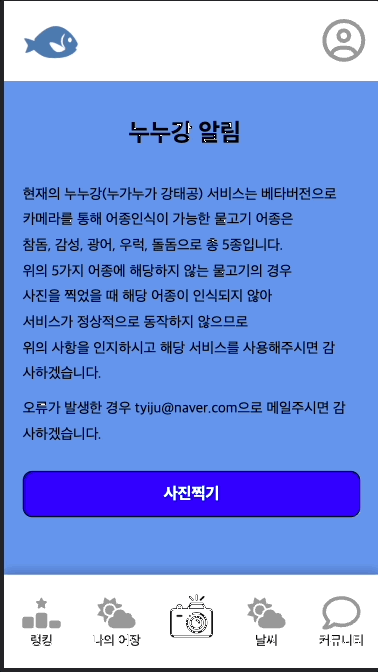 누누강 알림
현재의 누누강(누가누가 강태공) 서비스는 베타버전으로
카메라를 통해 어종인식이 가능한 물고기 어종은
참돔, 감성, 광어, 우럭, 돌돔으로 총 5종입니다.
위의 5가지 어종에 해당하지 않는 물고기의 경우
사진을 찍었을 때 해당 어종이 인식되지 않아
서비스가 정상적으로 동작하지 않으므로
위의 사항을 인지하시고 해당 서비스를 사용해주시면 감
사하겠습니다.
오류가 발생한 경우 tyiju@naver.com으로 메일주시면 감
사하겠습니다.
사진찍기
랭킹 나의 어장 날씨 커뮤니티